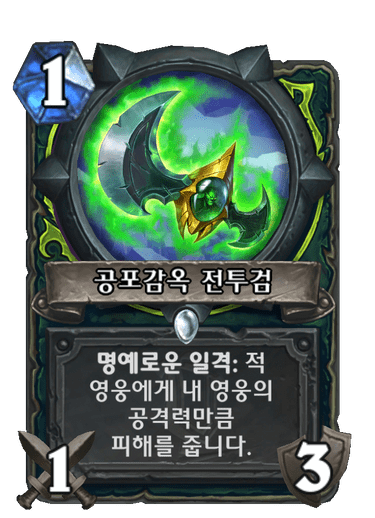 1
공포감옥 전투검
명예로운 일격: 적
영웅에게 내 영웅의
공격력만큼
피해를 줍니다.
1
3